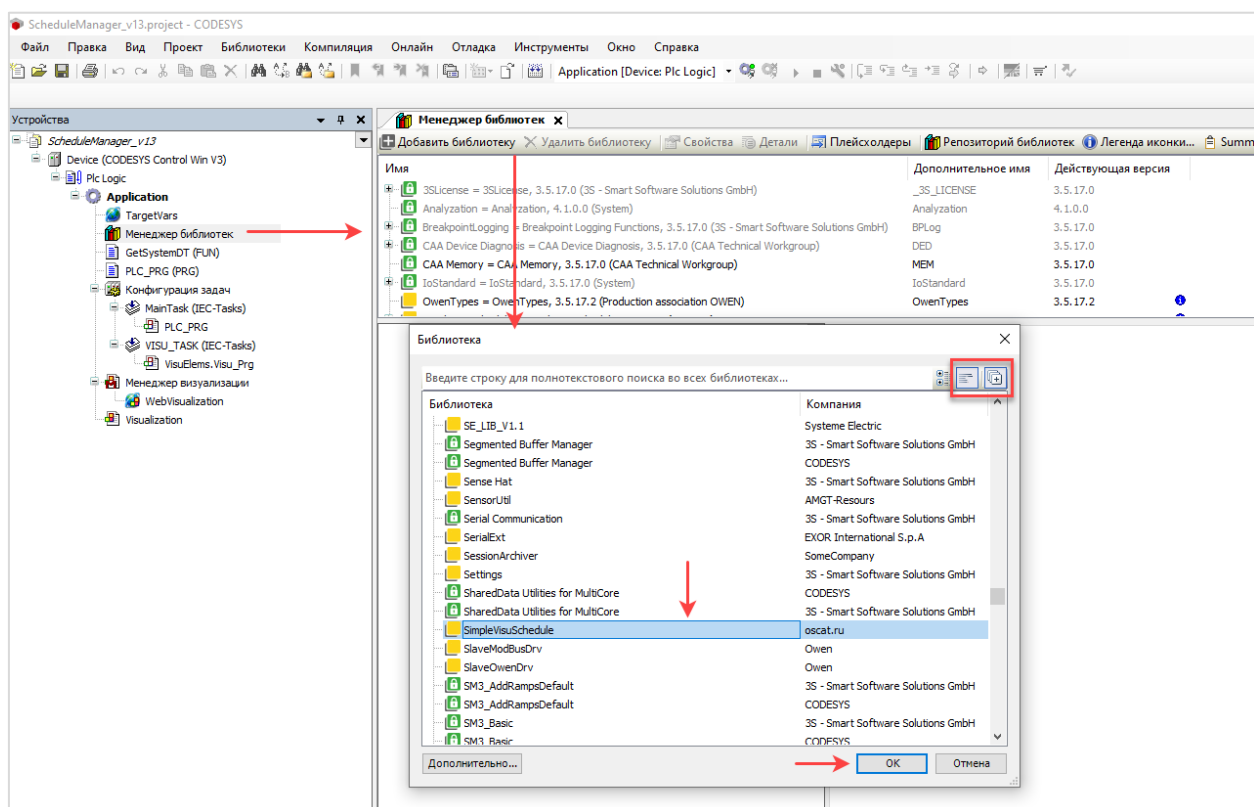 ScheduleManager_v13.project - CODESYS
Файл Правка Вид Проект Библиотеки Компиляция Онлайн Отладка Инструменты Окно Справка
Application [Device: Plc Logic]
Устройства
Менеджер библиотек
ScheduleManager_v13
Device (CODESYS Control Win V3)
Plc Logic
Application
TargetVars
Менеджер библиотек
GetSystemDT (FUN)
PLC_PRG (PRG)
Конфигурация задач
MainTask (IEC-Tasks)
PLC_PRG
VISU_TASK (IEC-Tasks)
VisuElems.Visu_Prg
Менеджер визуализации
WebVisualization
Visualization
Добавить библиотеку Удалить библиотеку Свойства Детали Плейсхолдеры Репозиторий библиотек Легенда иконки... Summ
Имя Дополнительное имя Действующая версия
3SLicense = 3SLicense, 3.5.17.0 (3S - Smart Software Solutions GmbH) _3S_LICENSE 3.5.17.0
Analyzation = Analyzation, 4.1.0.0 (System) Analyzation 4.1.0.0
BreakpointLogging = Breakpoint Logging Functions, 3.5.17.0 (3S - Smart Software Solutions GmbH) BPLog 3.5.17.0
CAA Device Diagnosis = CAA Device Diagnosis, 3.5.17.0 (CAA Technical Workgroup) DED 3.5.17.0
CAA Memory = CAA Memory, 3.5.17.0 (CAA Technical Workgroup) MEM 3.5.17.0
IoStandard = IoStandard, 3.5.17.0 (System) IoStandard 3.5.17.0
OwenTypes = OwenTypes, 3.5.17.2 (Production association OWEN) OwenTypes 3.5.17.2
Библиотека
Введите строку для полнотекстового поиска во всех библиотеках...
Библиотека Компания
SE_LIB_V1.1 Systeme Electric
Segmented Buffer Manager 3S - Smart Software Solutions GmbH
Segmented Buffer Manager CODESYS
Sense Hat 3S - Smart Software Solutions GmbH
SensorUtil AMGT-Resours
Serial Communication 3S - Smart Software Solutions GmbH
SerialExt EXOR International S.p.A
SessionArchiver SomeCompany
Settings 3S - Smart Software Solutions GmbH
SharedData Utilities for MultiCore CODESYS
SharedData Utilities for MultiCore 3S - Smart Software Solutions GmbH
SimpleVisuSchedule oscat.ru
SlaveModBusDrv Owen
SlaveOwenDrv Owen
SM3_AddRampsDefault 3S - Smart Software Solutions GmbH
SM3_AddRampsDefault CODESYS
SM3_Basic 3S - Smart Software Solutions GmbH
SM3_Basic CODESYS
Дополнительно... OK Отмена